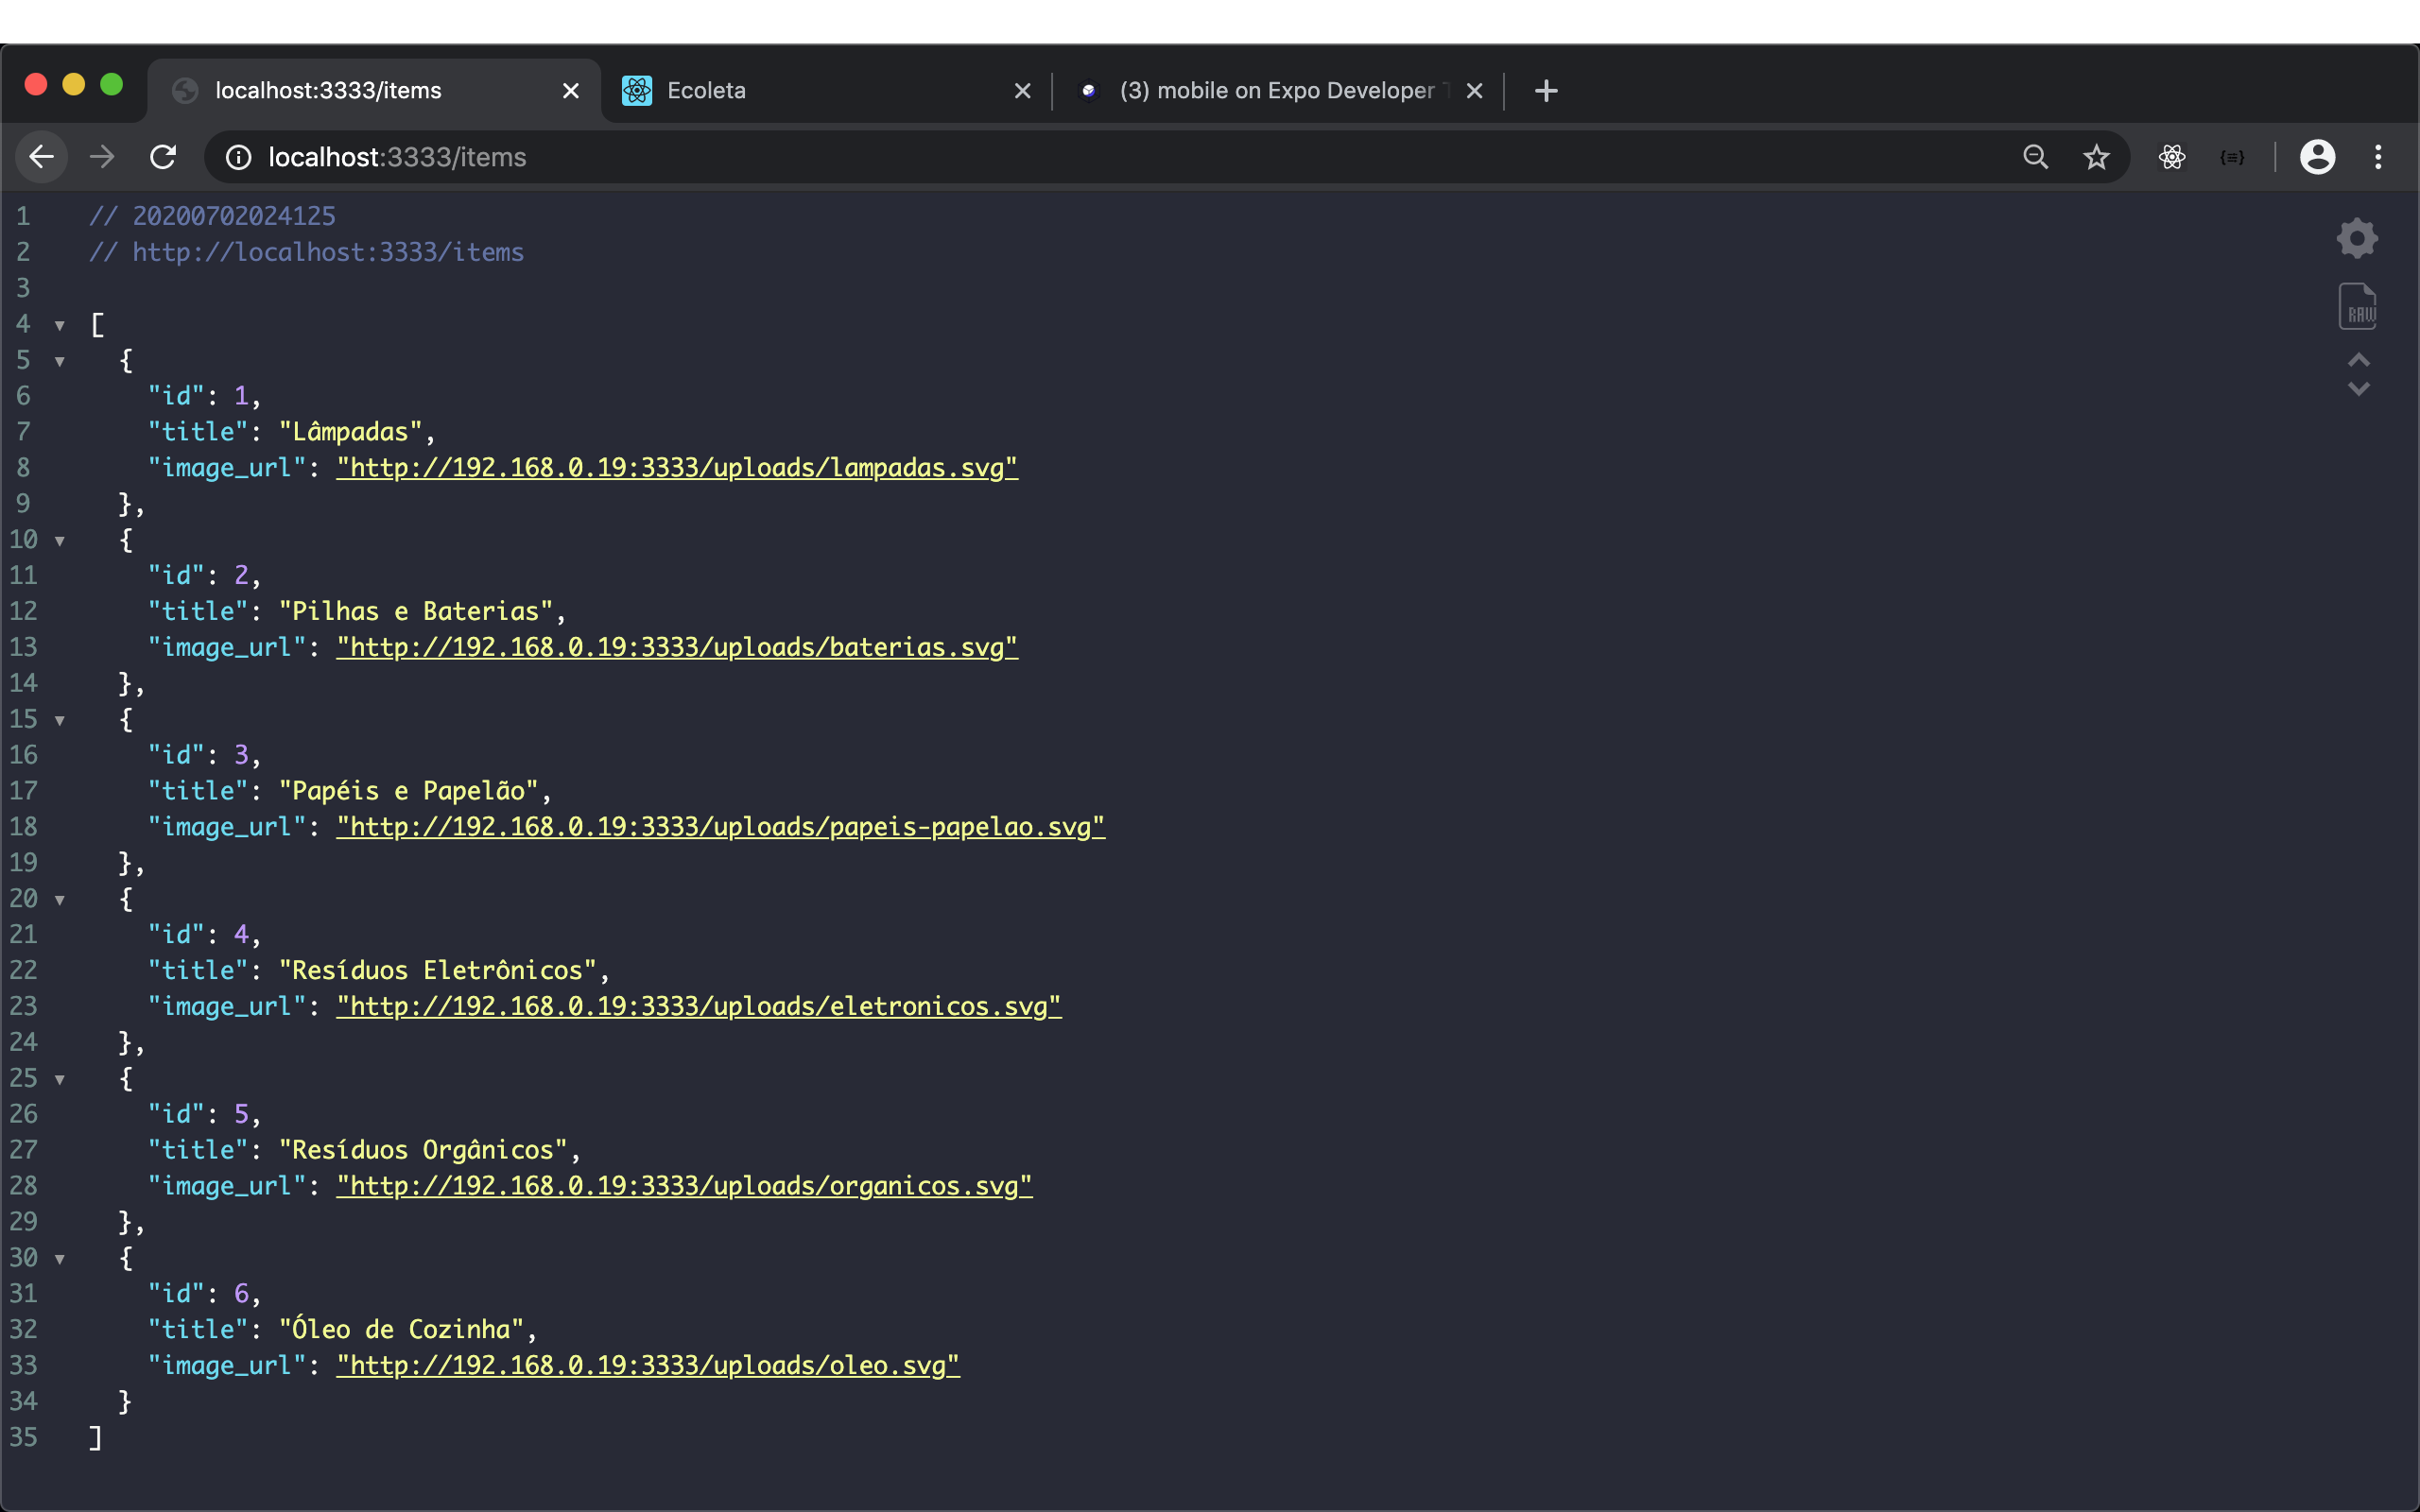 localhost:3333/items
Ecoleta
(3) mobile on Expo Developer
localhost:3333/items
1 // 20200702024125
2 // http://localhost:3333/items
3
4 [
5 {
6 "id": 1,
7 "title": "Lâmpadas",
8 "image_url": "http://192.168.0.19:3333/uploads/lampadas.svg"
9 },
10 {
11 "id": 2,
12 "title": "Pilhas e Baterias",
13 "image_url": "http://192.168.0.19:3333/uploads/baterias.svg"
14 },
15 {
16 "id": 3,
17 "title": "Papéis e Papelão",
18 "image_url": "http://192.168.0.19:3333/uploads/papeis-papelao.svg"
19 },
20 {
21 "id": 4,
22 "title": "Resíduos Eletrônicos",
23 "image_url": "http://192.168.0.19:3333/uploads/eletronicos.svg"
24 },
25 {
26 "id": 5,
27 "title": "Resíduos Orgânicos",
28 "image_url": "http://192.168.0.19:3333/uploads/organicos.svg"
29 },
30 {
31 "id": 6,
32 "title": "Óleo de Cozinha",
33 "image_url": "http://192.168.0.19:3333/uploads/oleo.svg"
34 }
35 ]
RAW